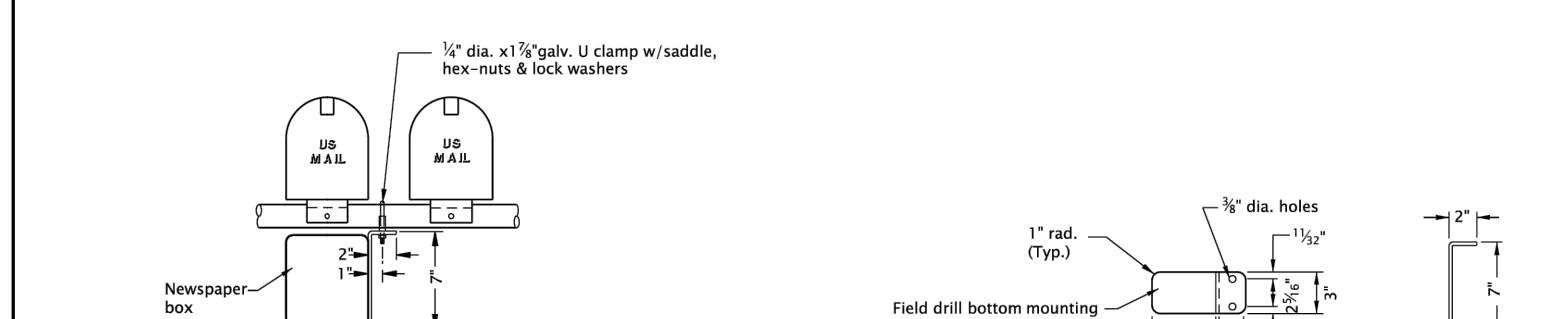 ¼" dia. x1⅞"galv. U clamp w/saddle,
hex-nuts & lock washers
US
MAIL
US
MAIL
2"
1"
7"
Newspaper
box
⅜" dia. holes
1" rad.
(Typ.)
11/32"
2 5/16"
3"
Field drill bottom mounting
2"
7"